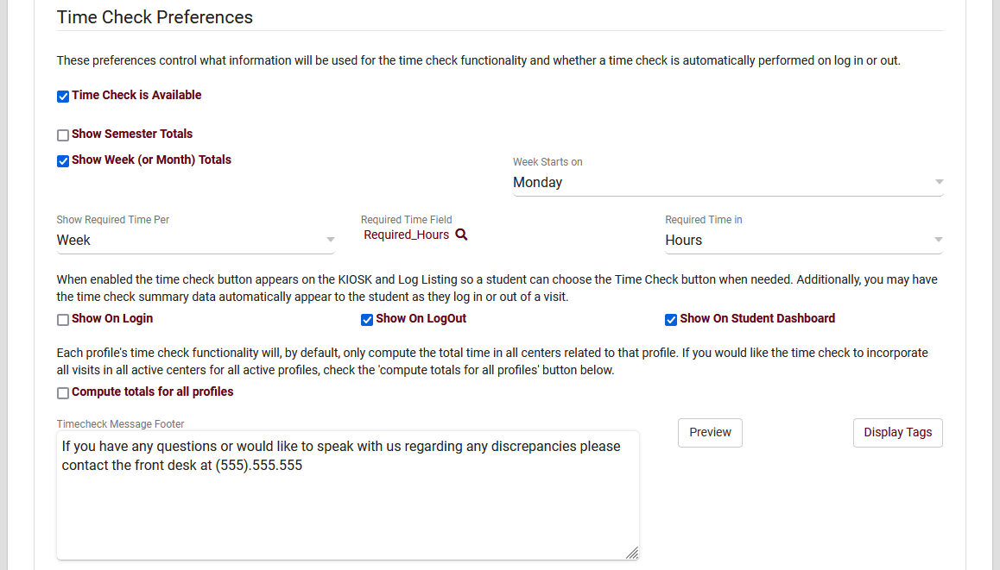 Time Check Preferences
These preferences control what information will be used for the time check functionality and whether a time check is automatically performed on log in or out.
Time Check is Available
Show Semester Totals
Show Week (or Month) Totals
Week Starts on
Monday
Show Required Time Per
Week
Required Time Field
Required_Hours
Required Time in
Hours
When enabled the time check button appears on the KIOSK and Log Listing so a student can choose the Time Check button when needed. Additionally, you may have
the time check summary data automatically appear to the student as they log in or out of a visit.
Show On Login
Show On LogOut
Show On Student Dashboard
Each profile's time check functionality will, by default, only compute the total time in all centers related to that profile. If you would like the time check to incorporate
all visits in all active centers for all active profiles, check the 'compute totals for all profiles' button below.
Compute totals for all profiles
Timecheck Message Footer
If you have any questions or would like to speak with us regarding any discrepancies please
contact the front desk at (555).555.555
Preview
Display Tags